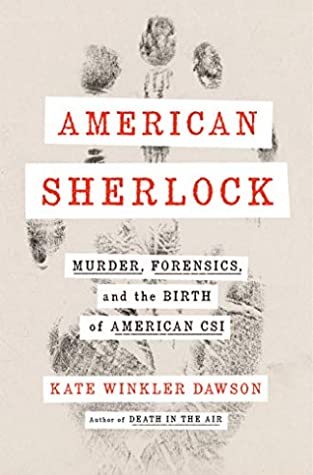 AMERICAN
SHERLOCK
MURDER, FORENSICS,
and the BIRTH
of AMERICAN CSI
KATE WINKLER DAWSON
Author of DEATH IN THE AIR